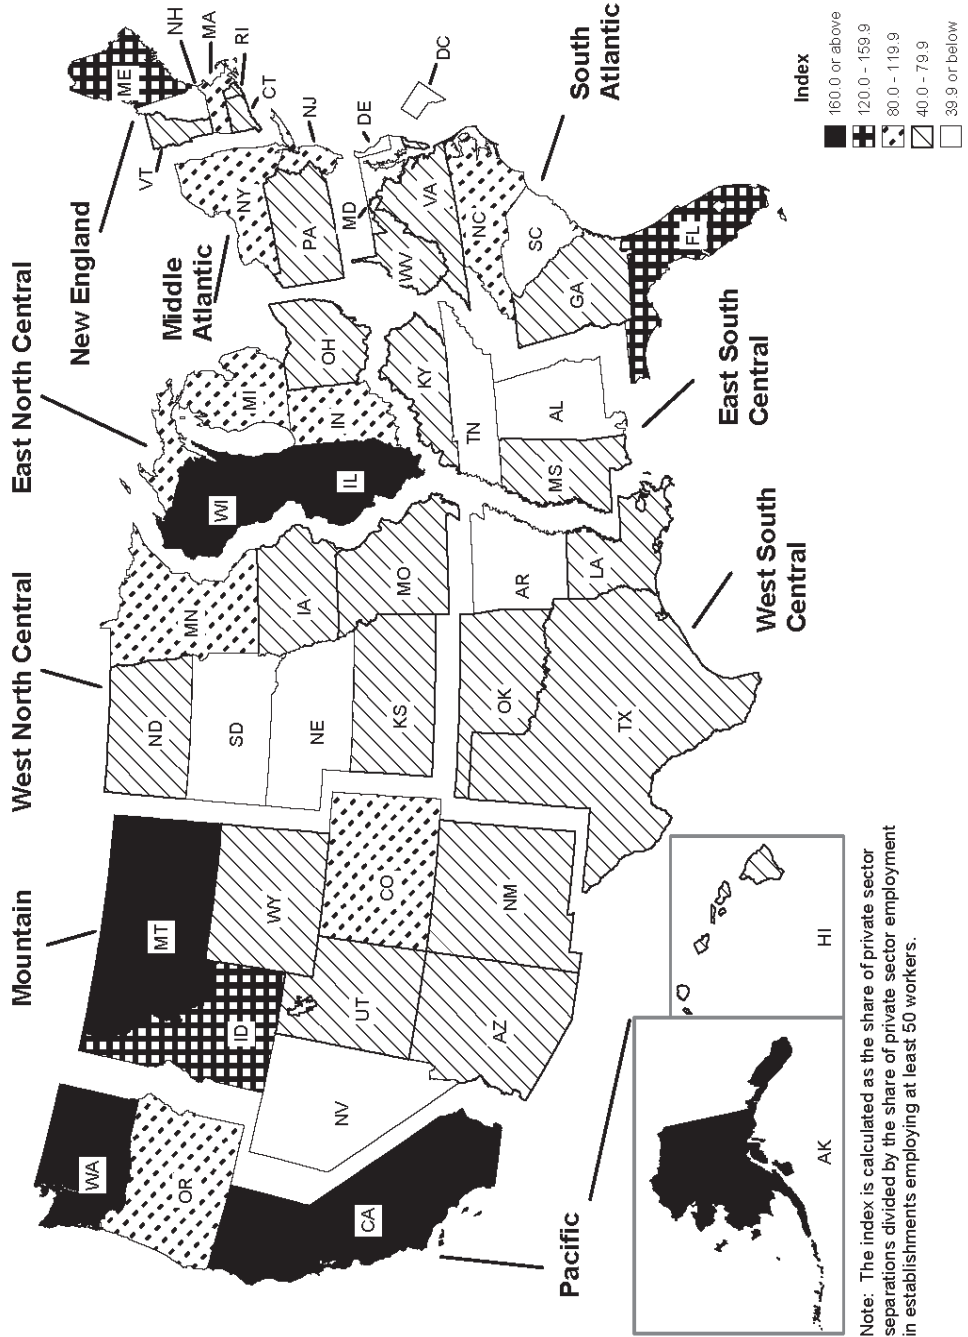 Pacific
Mountain
West North Central
East North Central
New England
Middle
Atlantic
South
Atlantic
East South
Central
West South
Central
WA
OR
CA
NV
ID
MT
WY
UT
CO
AZ
NM
ND
SD
NE
KS
MN
IA
MO
OK
TX
AR
LA
WI
IL
MI
IN
OH
KY
TN
MS
AL
NY
PA
NJ
VT
ME
NH
MA
RI
CT
DE
DC
MD
WV
VA
NC
SC
GA
FL
AK
HI
Index
160.0 or above
120.0 - 159.9
80.0 - 119.9
40.0 - 79.9
39.9 or below
Note: The index is calculated as the share of private sector
separations divided by the share of private sector employment
in establishments employing at least 50 workers.